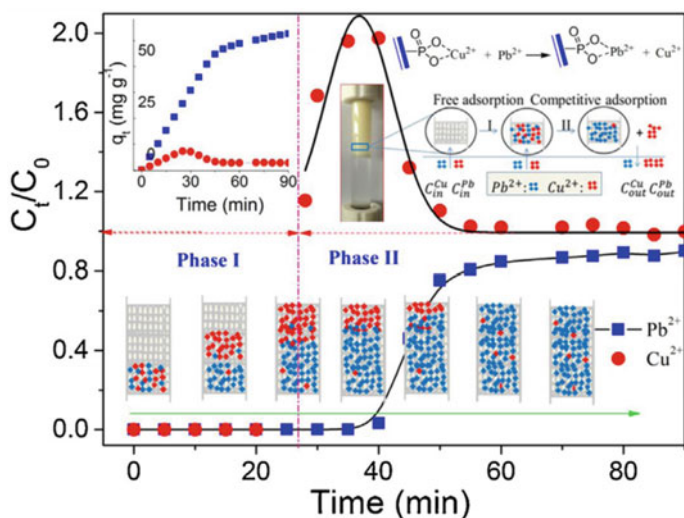 2.0
1.6
1.2
0.8
0.4
0.0
C_t/C_0
0 20 40 60 80
Time (min)
50
25
0
q_t (mg g^-1)
0 15 30 45 60 75 90
Time (min)
P O O O Cu²⁺ + Pb²⁺ → P O O O Pb²⁺ + Cu²⁺
Free adsorption Competitive adsorption
I II +
C_in^Cu C_in^Pb Pb²⁺: Cu²⁺: C_out^Cu C_out^Pb
Phase I Phase II
Pb²⁺
Cu²⁺